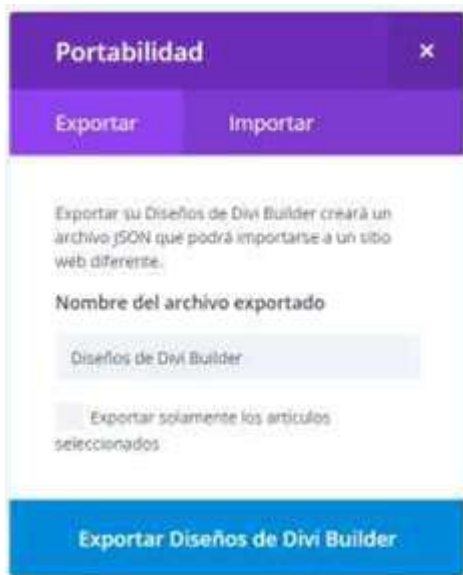 Portabilidad ×
Exportar Importar
Exportar su Diseños de Divi Builder creará un
archivo JSON que podrá importarse a un sitio
web diferente.
Nombre del archivo exportado
Diseños de Divi Builder
Exportar solamente los artículos
seleccionados
Exportar Diseños de Divi Builder